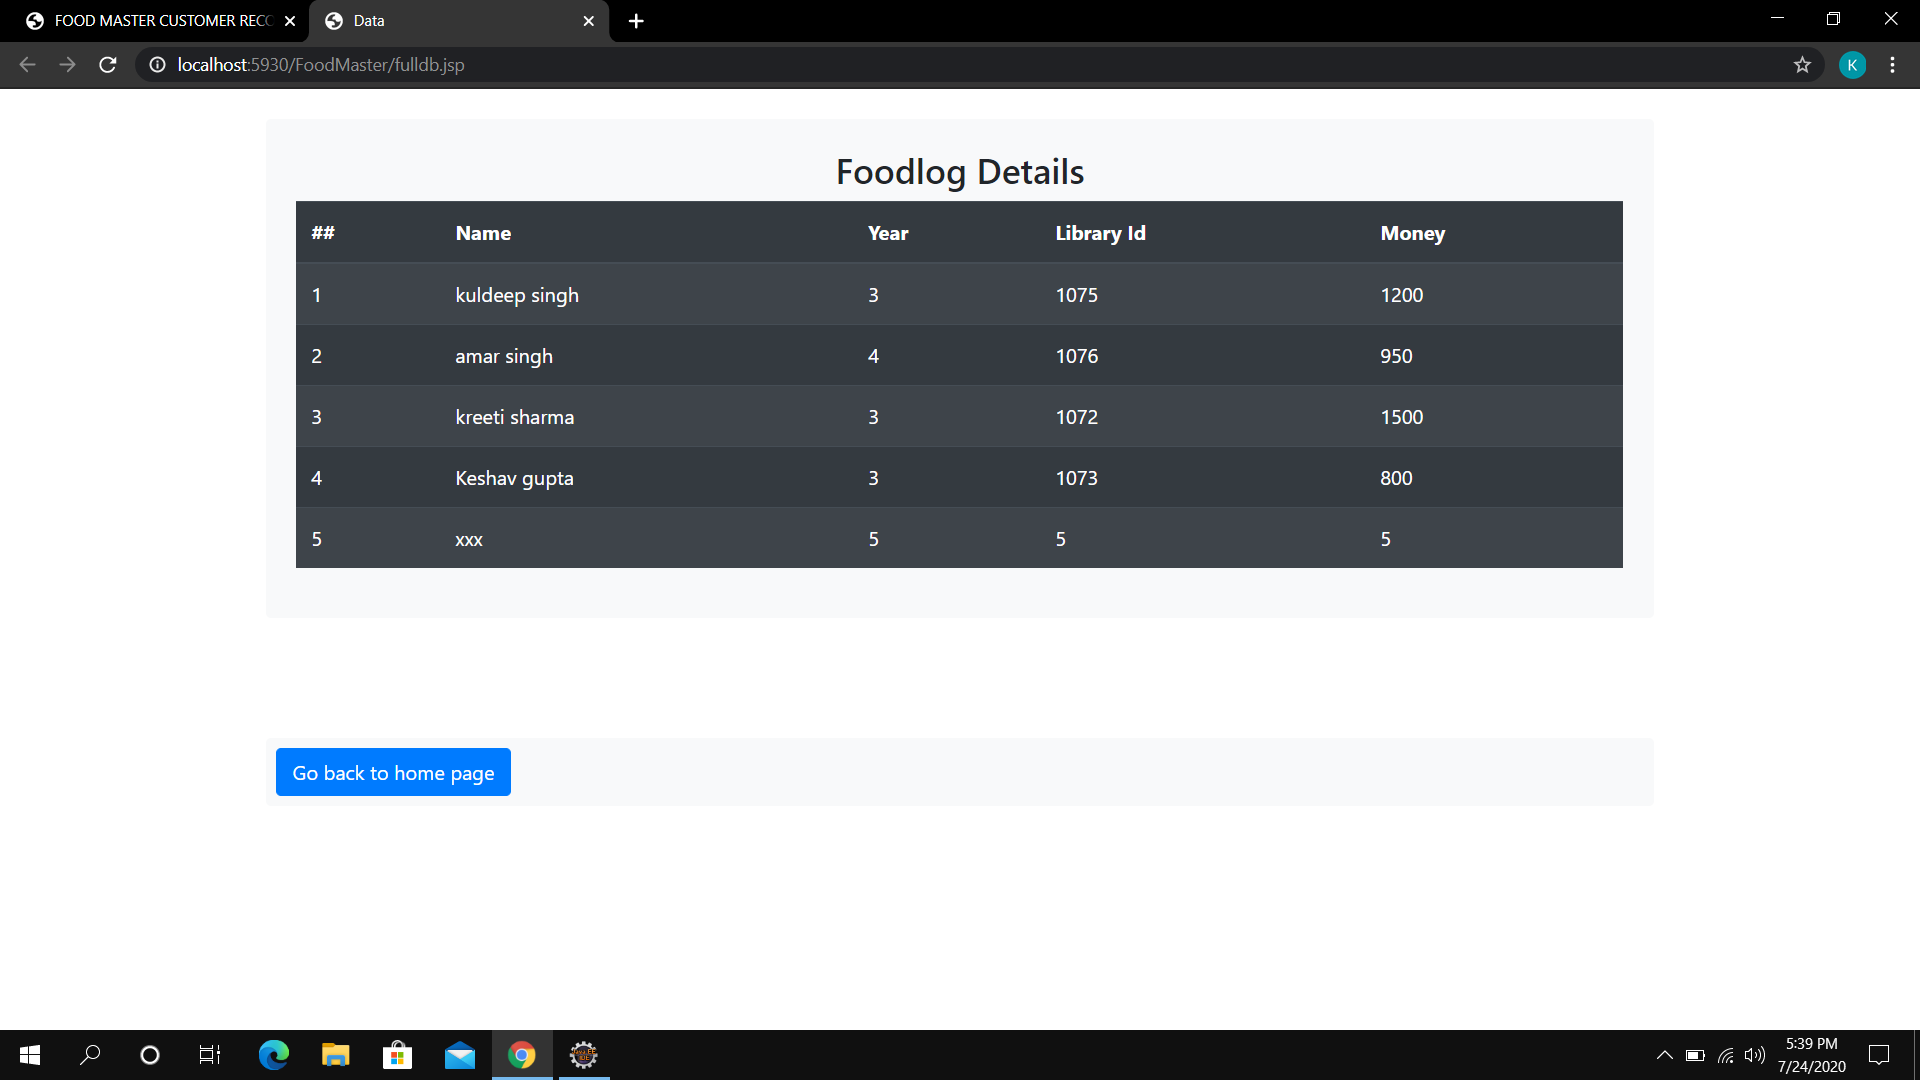 FOOD MASTER CUSTOMER RECO
Data
localhost:5930/FoodMaster/fulldb.jsp
K
Foodlog Details
## Name Year Library Id Money
1 kuldeep singh 3 1075 1200
2 amar singh 4 1076 950
3 kreeti sharma 3 1072 1500
4 Keshav gupta 3 1073 800
5 xxx 5 5 5
Go back to home page
5:39 PM
7/24/2020